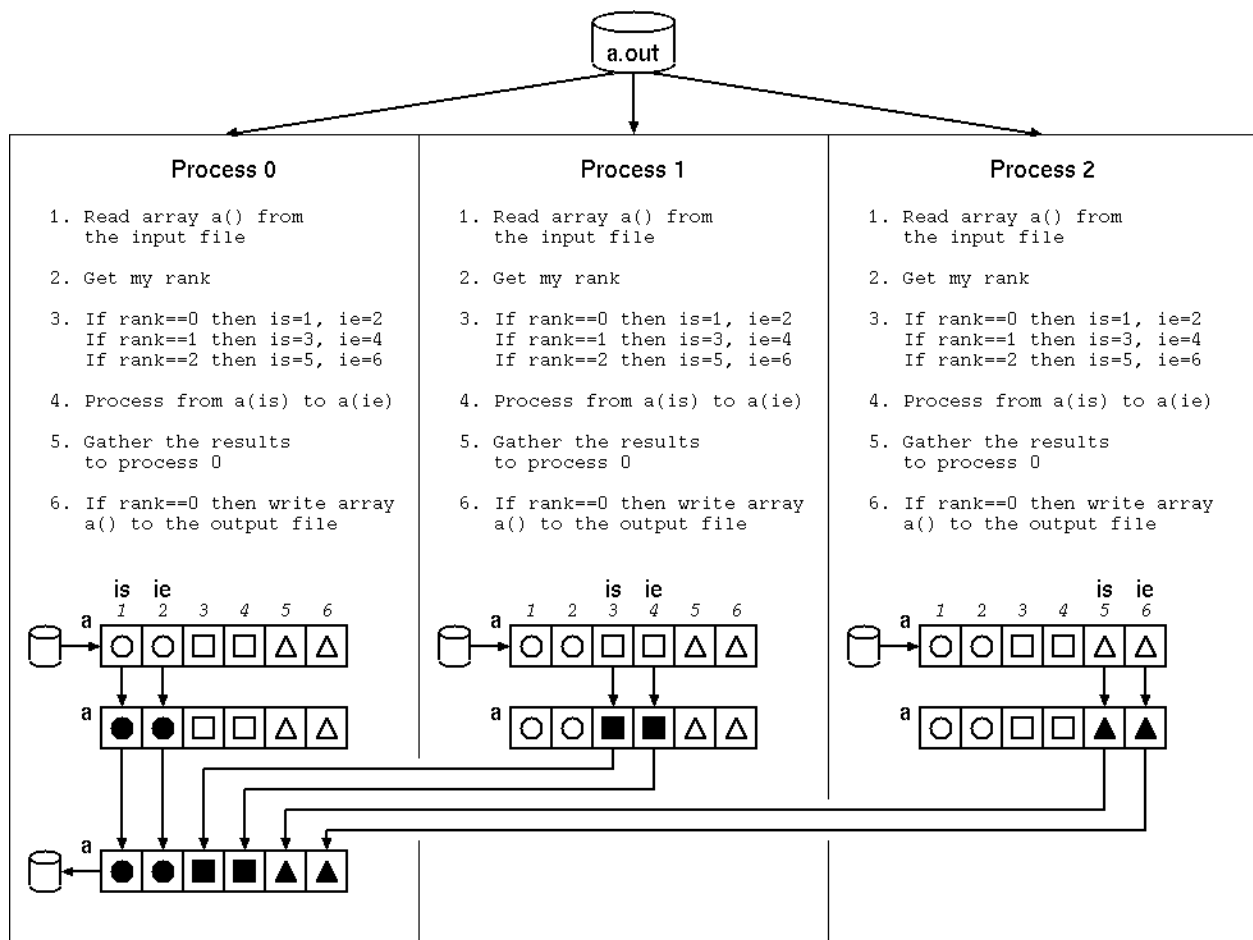 a.out
Process 0
1. Read array a() from
the input file
2. Get my rank
3. If rank==0 then is=1, ie=2
If rank==1 then is=3, ie=4
If rank==2 then is=5, ie=6
4. Process from a(is) to a(ie)
5. Gather the results
to process 0
6. If rank==0 then write array
a() to the output file
is ie
1 2 3 4 5 6
a
a
a
Process 1
1. Read array a() from
the input file
2. Get my rank
3. If rank==0 then is=1, ie=2
If rank==1 then is=3, ie=4
If rank==2 then is=5, ie=6
4. Process from a(is) to a(ie)
5. Gather the results
to process 0
6. If rank==0 then write array
a() to the output file
is ie
1 2 3 4 5 6
a
a
Process 2
1. Read array a() from
the input file
2. Get my rank
3. If rank==0 then is=1, ie=2
If rank==1 then is=3, ie=4
If rank==2 then is=5, ie=6
4. Process from a(is) to a(ie)
5. Gather the results
to process 0
6. If rank==0 then write array
a() to the output file
is ie
1 2 3 4 5 6
a
a